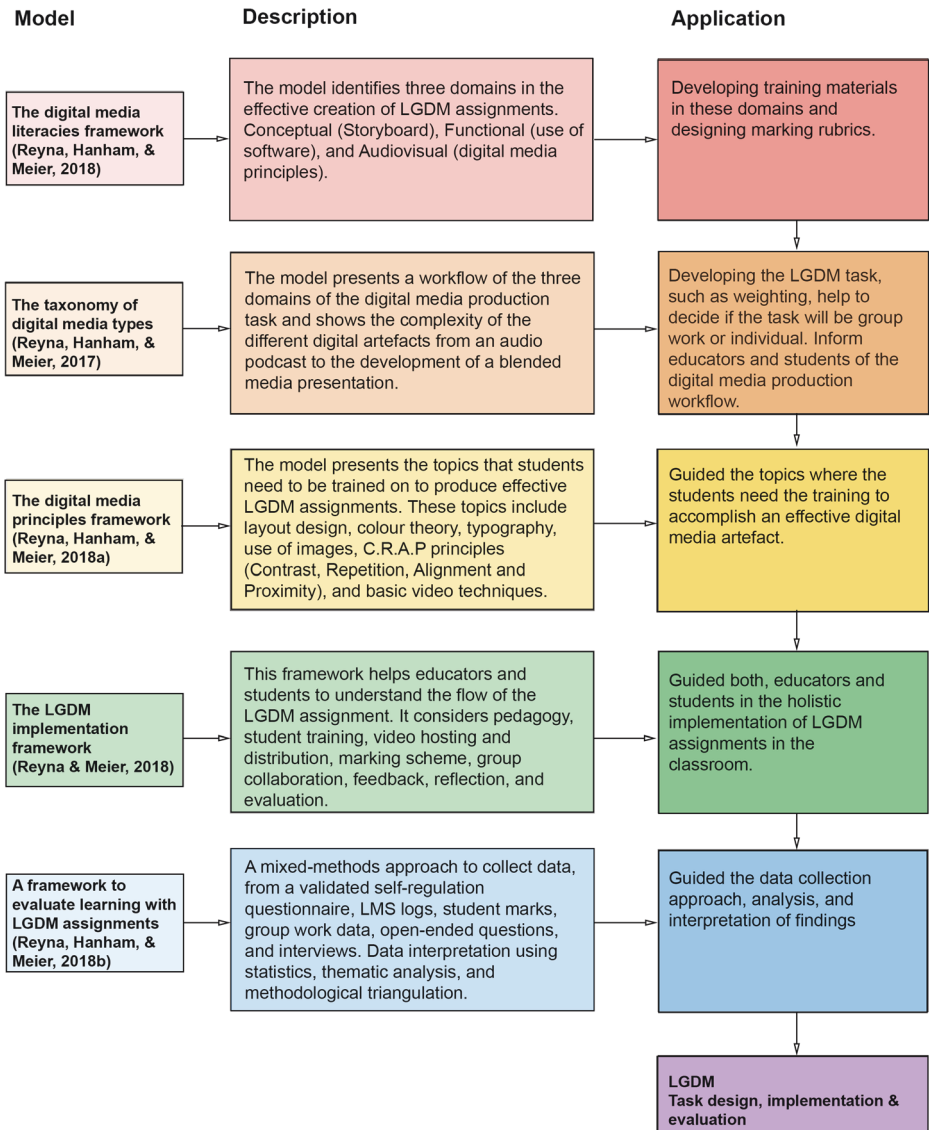 Model
Description
Application
The digital media
literacies framework
(Reyna, Hanham, &
Meier, 2018)
The model identifies three domains in the
effective creation of LGDM assignments.
Conceptual (Storyboard), Functional (use of
software), and Audiovisual (digital media
principles).
Developing training materials
in these domains and
designing marking rubrics.
The taxonomy of
digital media types
(Reyna, Hanham, &
Meier, 2017)
The model presents a workflow of the three
domains of the digital media production
task and shows the complexity of the
different digital artefacts from an audio
podcast to the development of a blended
media presentation.
Developing the LGDM task,
such as weighting, help to
decide if the task will be group
work or individual. Inform
educators and students of the
digital media production
workflow.
The digital media
principles framework
(Reyna, Hanham, &
Meier, 2018a)
The model presents the topics that students
need to be trained on to produce effective
LGDM assignments. These topics include
layout design, colour theory, typography,
use of images, C.R.A.P principles
(Contrast, Repetition, Alignment and
Proximity), and basic video techniques.
Guided the topics where the
students need the training to
accomplish an effective digital
media artefact.
The LGDM
implementation
framework
(Reyna & Meier, 2018)
This framework helps educators and
students to understand the flow of the
LGDM assignment. It considers pedagogy,
student training, video hosting and
distribution, marking scheme, group
collaboration, feedback, reflection, and
evaluation.
Guided both, educators and
students in the holistic
implementation of LGDM
assignments in the
classroom.
A framework to
evaluate learning with
LGDM assignments
(Reyna, Hanham, &
Meier, 2018b)
A mixed-methods approach to collect data,
from a validated self-regulation
questionnaire, LMS logs, student marks,
group work data, open-ended questions,
and interviews. Data interpretation using
statistics, thematic analysis, and
methodological triangulation.
Guided the data collection
approach, analysis, and
interpretation of findings
LGDM
Task design, implementation &
evaluation